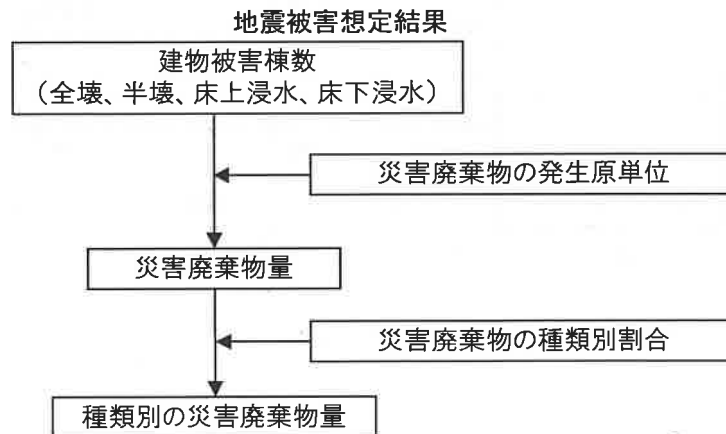 地震被害想定結果
建物被害棟数
（全壊、半壊、床上浸水、床下浸水）
災害廃棄物の発生原単位
災害廃棄物量
災害廃棄物の種類別割合
種類別の災害廃棄物量